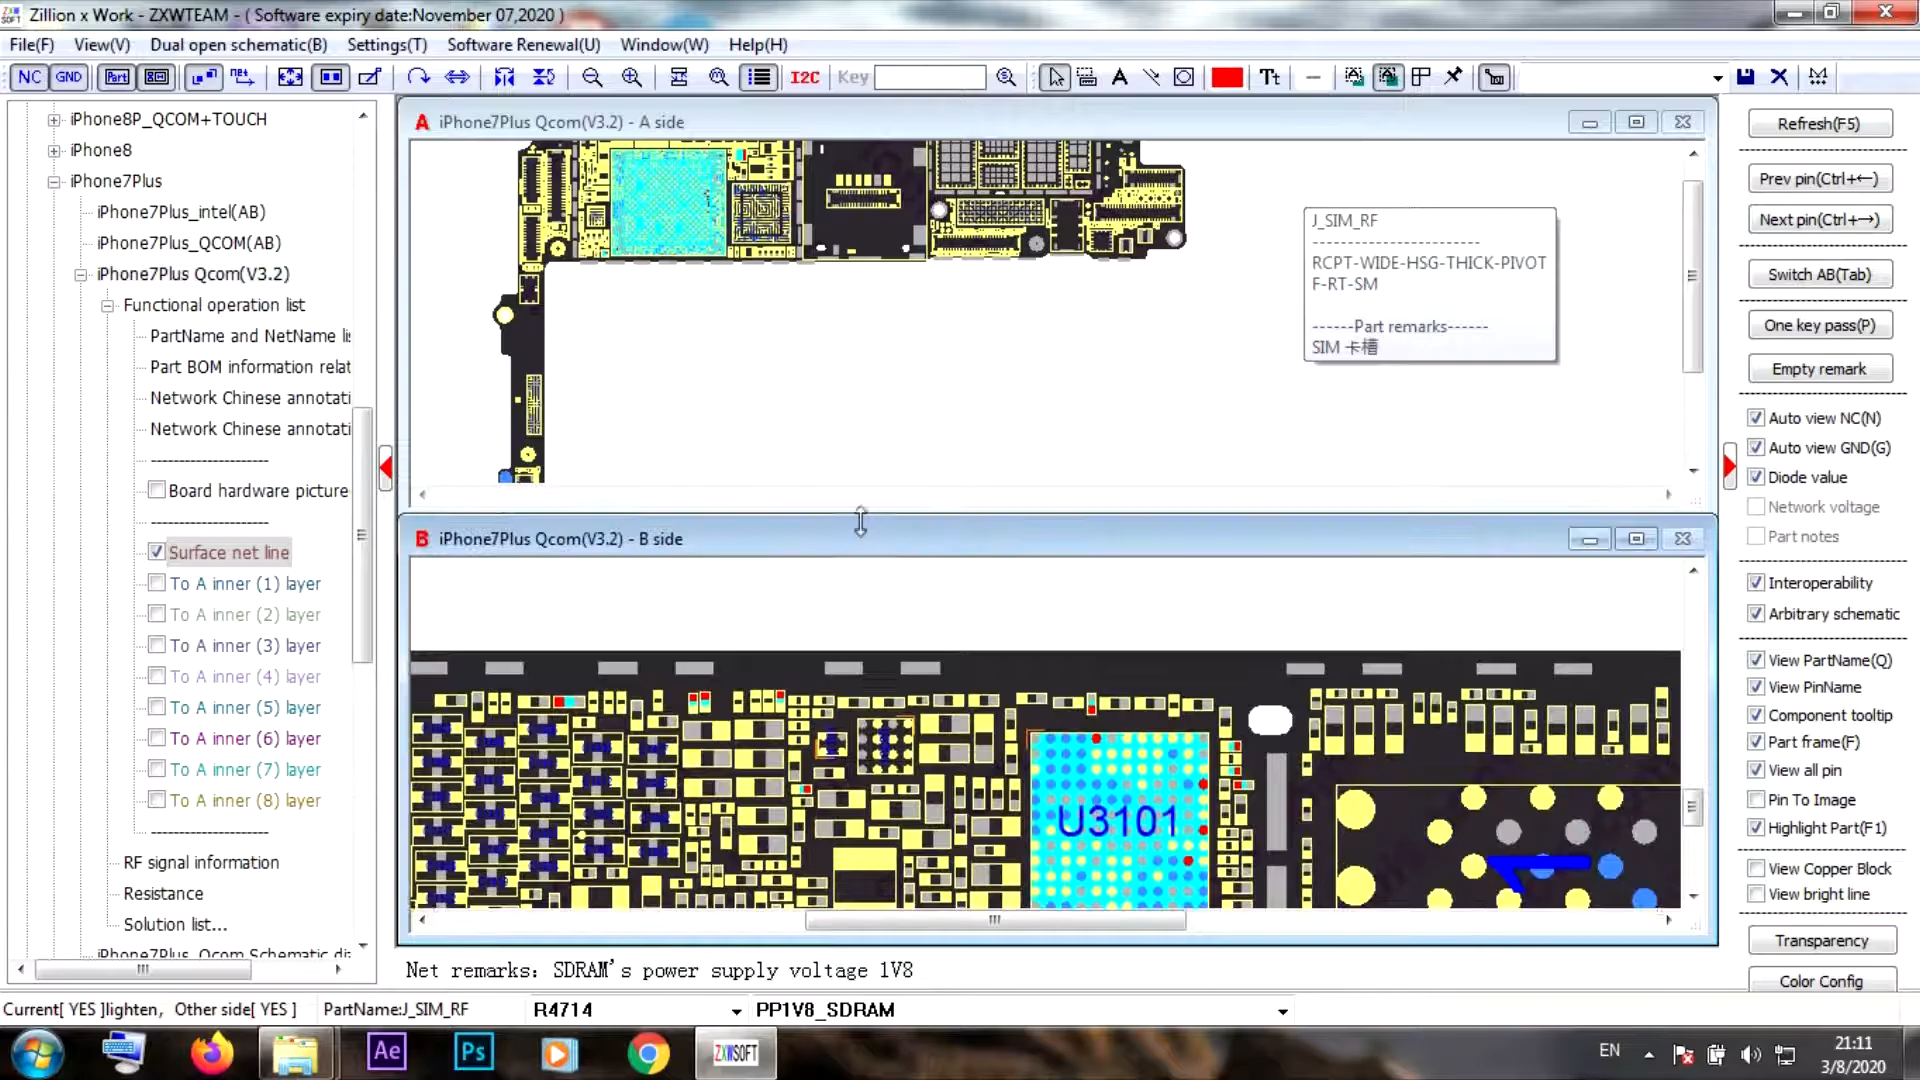 Zillion x Work - ZXWTEAM - ( Software expiry date:November 07,2020 )
File(F) View(V) Dual open schematic(B) Settings(T) Software Renewal(U) Window(W) Help(H)
NC GND Part net I2C Key A Tt
iPhone8P_QCOM+TOUCH
iPhone8
iPhone7Plus
iPhone7Plus_intel(AB)
iPhone7Plus_QCOM(AB)
iPhone7Plus Qcom(V3.2)
Functional operation list
PartName and NetName li
Part BOM information relat
Network Chinese annotati
Network Chinese annotati
Board hardware picture
Surface net line
To A inner (1) layer
To A inner (2) layer
To A inner (3) layer
To A inner (4) layer
To A inner (5) layer
To A inner (6) layer
To A inner (7) layer
To A inner (8) layer
RF signal information
Resistance
Solution list...
iPhone7Plus_Qcom Schematic di
A iPhone7Plus Qcom(V3.2) - A side
J_SIM_RF
-----------------------
RCPT-WIDE-HSG-THICK-PIVOT
F-RT-SM
------Part remarks------
SIM 卡槽
B iPhone7Plus Qcom(V3.2) - B side
U3101
Net remarks: SDRAM's power supply voltage 1V8
Refresh(F5)
Prev pin(Ctrl+←)
Next pin(Ctrl+→)
Switch AB(Tab)
One key pass(P)
Empty remark
Auto view NC(N)
Auto view GND(G)
Diode value
Network voltage
Part notes
Interoperability
Arbitrary schematic
View PartName(Q)
View PinName
Component tooltip
Part frame(F)
View all pin
Pin To Image
Highlight Part(F1)
View Copper Block
View bright line
Transparency
Color Config
Current[ YES ]lighten, Other side[ YES ] PartName:J_SIM_RF R4714 PP1V8_SDRAM
Ae Ps ZXWSOFT EN 21:11
3/8/2020